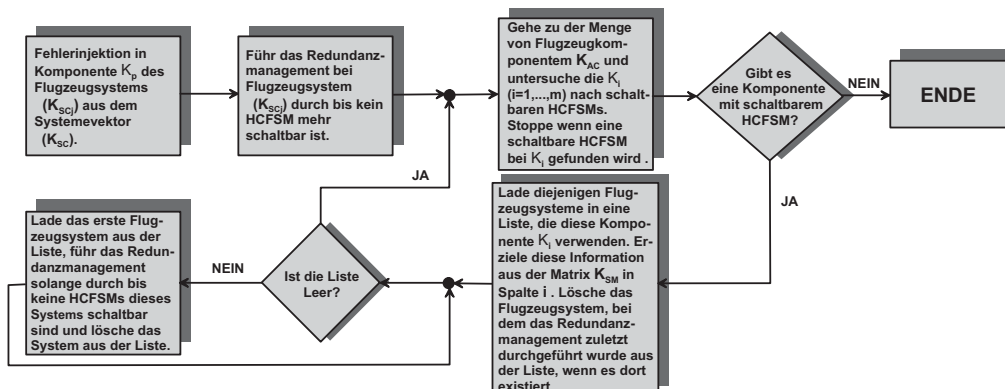 Fehlerinjektion in
Komponente Kp des
Flugzeugsystems
(KSCj) aus dem
Systemevektor
(KSC).
Führ das Redundanz-
management bei
Flugzeugsystem
(KSCj) durch bis kein
HCFSM mehr
schaltbar ist.
Gehe zu der Menge
von Flugzeugkom-
ponentem KAC und
untersuche die Ki
(i=1,...,m) nach schalt-
baren HCFSMs.
Stoppe wenn eine
schaltbare HCFSM
bei Ki gefunden wird .
Gibt es
eine Komponente
mit schaltbarem
HCFSM?
NEIN
ENDE
JA
Lade diejenigen Flug-
zeugsysteme in eine
Liste, die diese Kompo-
nente Ki verwenden. Er-
ziele diese Information
aus der Matrix KSM in
Spalte i . Lösche das
Flugzeugsystem, bei
dem das Redundanz-
management zuletzt
durchgeführt wurde aus
der Liste, wenn es dort
existiert
Ist die Liste
Leer?
JA
NEIN
Lade das erste Flug-
zeugsystem aus der
Liste, führ das Redun-
danzmanagement
solange durch bis
keine HCFSMs dieses
Systems schaltbar
sind und lösche das
System aus der Liste.